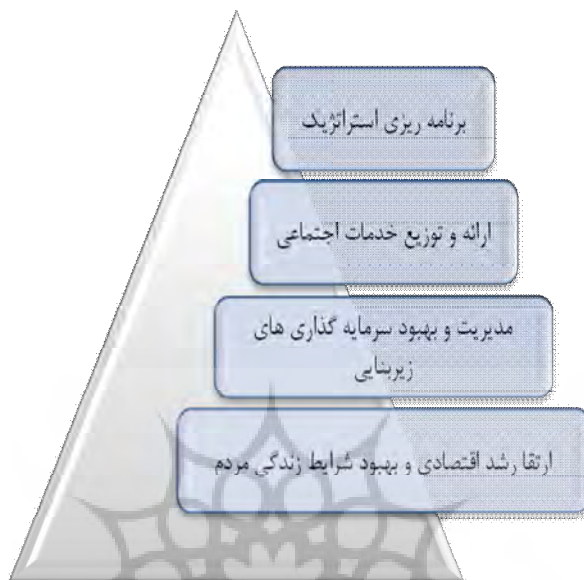 برنامه ریزی استراتژیک
ارائه و توزیع خدمات اجتماعی
مدیریت و بهبود سرمایه گذاری های
زیربنایی
ارتقا رشد اقتصادی و بهبود شرایط زندگی مردم